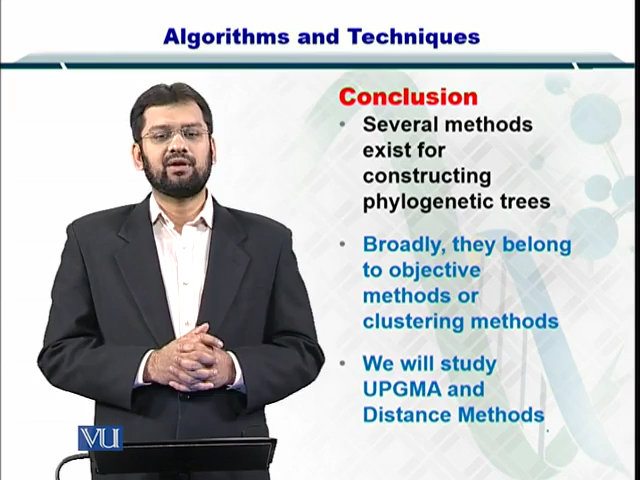 Algorithms and Techniques
Conclusion
• Several methods
exist for
constructing
phylogenetic trees
• Broadly, they belong
to objective
methods or
clustering methods
• We will study
UPGMA and
Distance Methods
VU